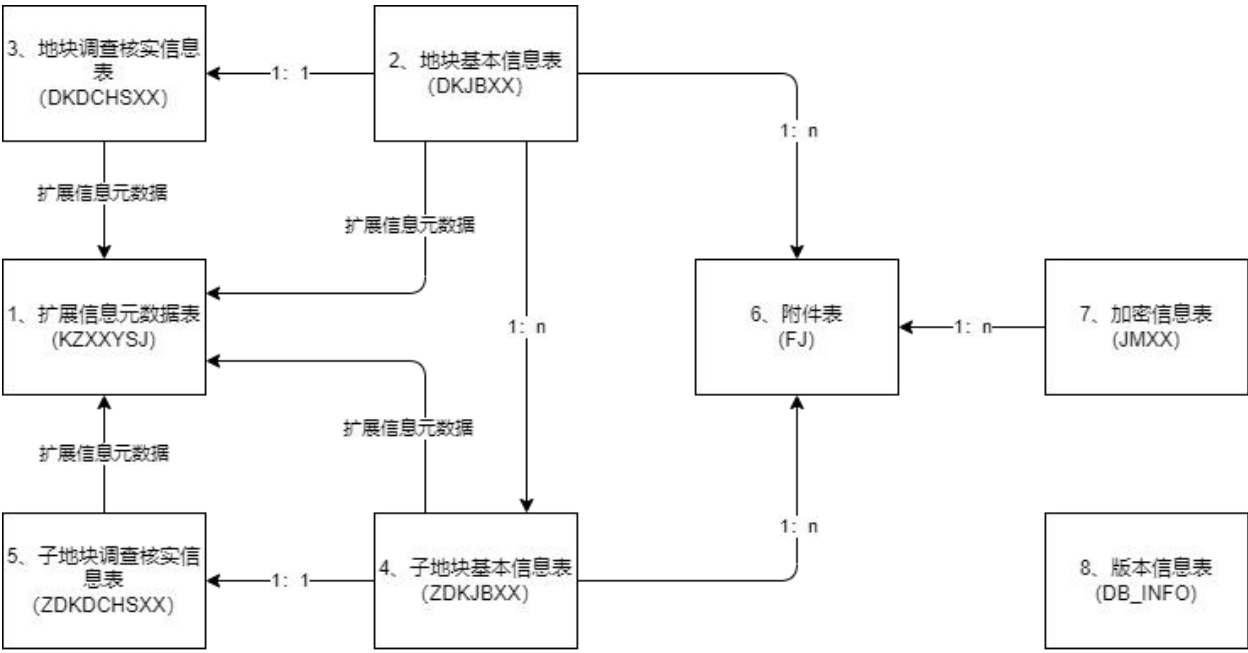 3、地块调查核实信息
表
(DKDCHSXX)
1：1
2、地块基本信息表
(DKJBXX)
1：n
扩展信息元数据
扩展信息元数据
1、扩展信息元数据表
(KZXXYSJ)
1：n
6、附件表
(FJ)
1：n
7、加密信息表
(JMXX)
扩展信息元数据
扩展信息元数据
5、子地块调查核实信
息表
(ZDKDCHSXX)
1：1
4、子地块基本信息表
(ZDKJBXX)
1：n
8、版本信息表
(DB_INFO)